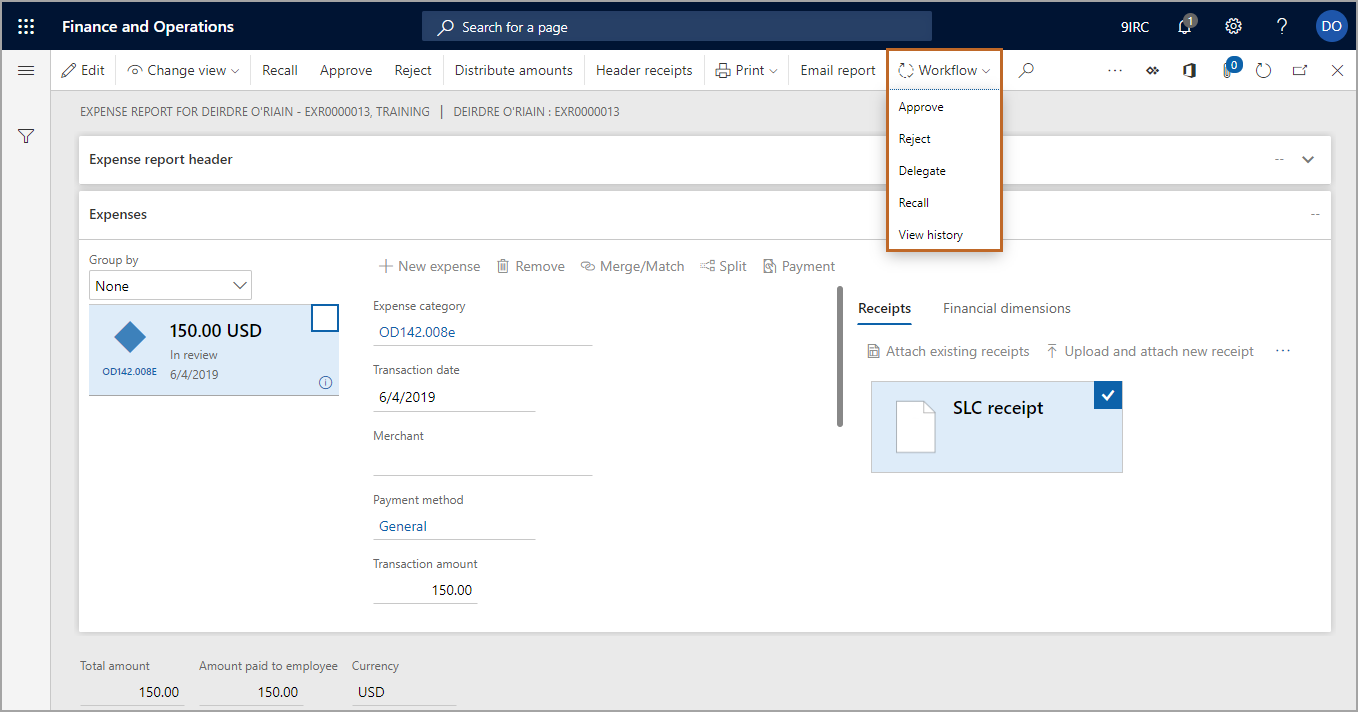 Finance and Operations
Search for a page
9IRC
1
?
DO
Edit
Change view
Recall
Approve
Reject
Distribute amounts
Header receipts
Print
Email report
Workflow
...
0
Approve
Reject
Delegate
Recall
View history
EXPENSE REPORT FOR DEIRDRE O'RIAIN - EXR0000013, TRAINING | DEIRDRE O'RIAIN : EXR0000013
Expense report header
--
Expenses
--
Group by
None
150.00 USD
In review
6/4/2019
OD142.008E
New expense
Remove
Merge/Match
Split
Payment
Expense category
OD142.008e
Transaction date
6/4/2019
Merchant
Payment method
General
Transaction amount
150.00
Receipts
Financial dimensions
Attach existing receipts
Upload and attach new receipt
...
SLC receipt
Total amount
150.00
Amount paid to employee
150.00
Currency
USD